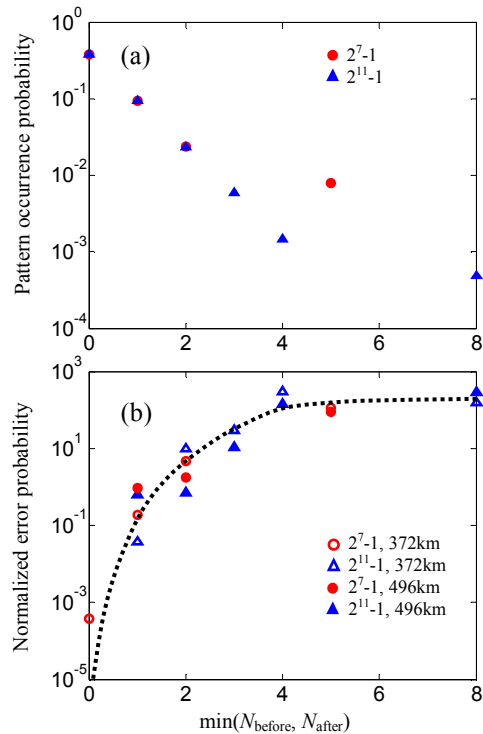 10^0
10^-1
10^-2
10^-3
10^-4
Pattern occurrence probability
(a)
2^7-1
2^11-1
0 2 4 6 8
10^3
10^1
10^-1
10^-3
10^-5
Normalized error probability
(b)
2^7-1, 372km
2^11-1, 372km
2^7-1, 496km
2^11-1, 496km
0 2 4 6 8
min(N_before, N_after)